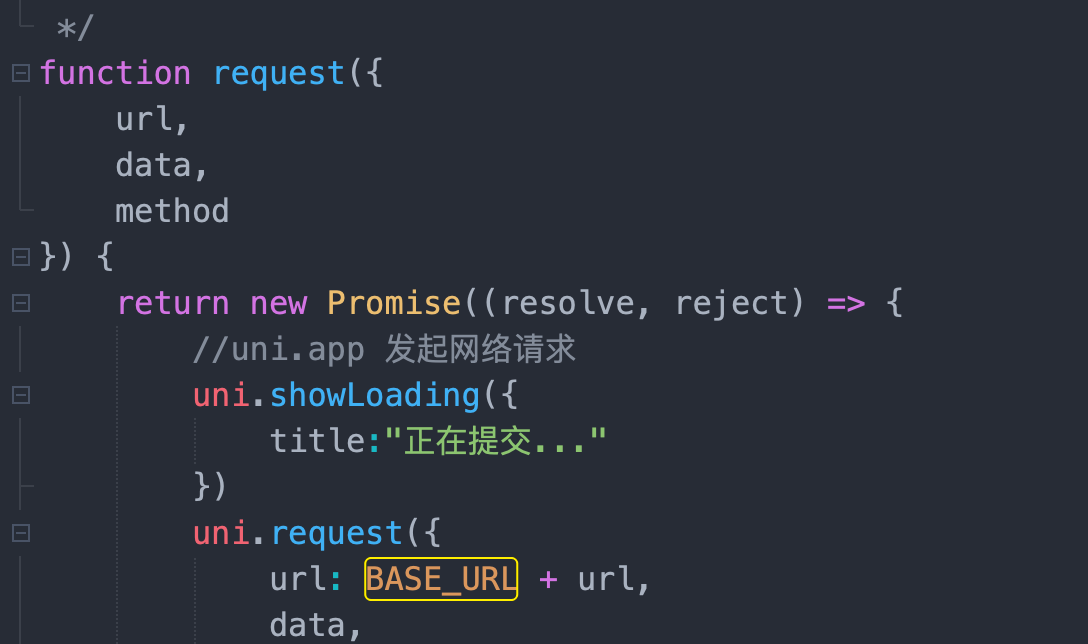 */
function request({
url,
data,
method
}) {
return new Promise((resolve, reject) => {
//uni.app 发起网络请求
uni.showLoading({
title:"正在提交..."
})
uni.request({
url: BASE_URL + url,
data,